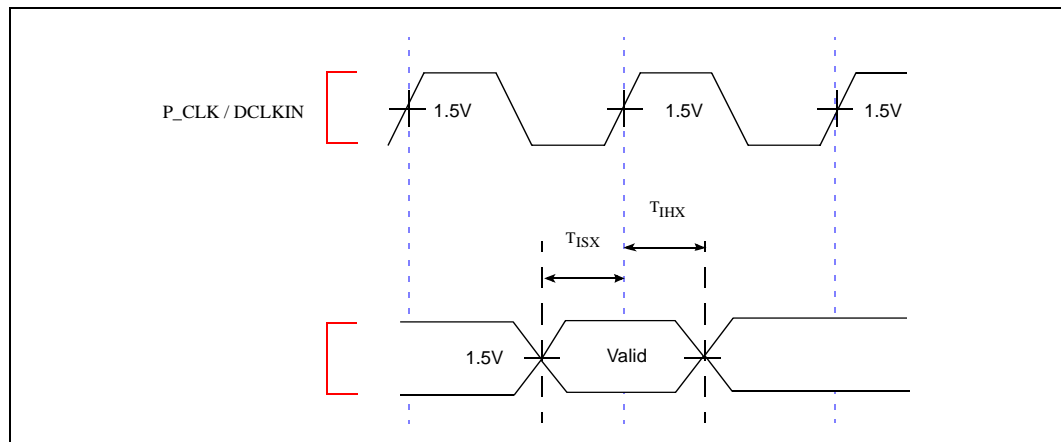 P_CLK / DCLKIN
1.5V
1.5V
1.5V
TIHX
TISX
1.5V
Valid